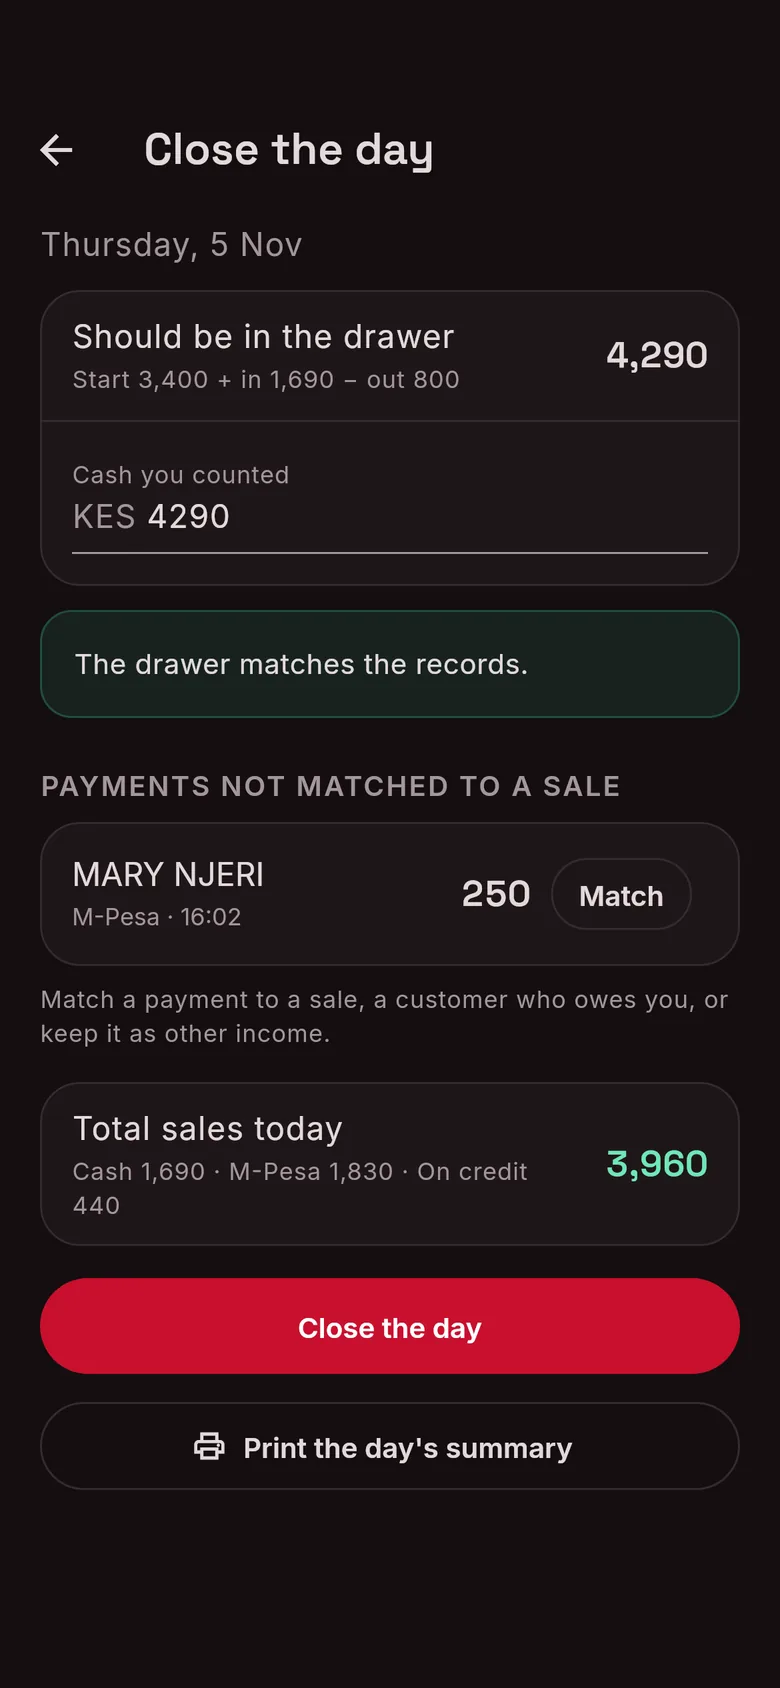 Close the day
Thursday, 5 Nov
Should be in the drawer
Start 3,400 + in 1,690 − out 800
4,290
Cash you counted
KES 4290
The drawer matches the records.
PAYMENTS NOT MATCHED TO A SALE
MARY NJERI
M-Pesa · 16:02
250
Match
Match a payment to a sale, a customer who owes you, or
keep it as other income.
Total sales today
Cash 1,690 · M-Pesa 1,830 · On credit
440
3,960
Close the day
Print the day's summary